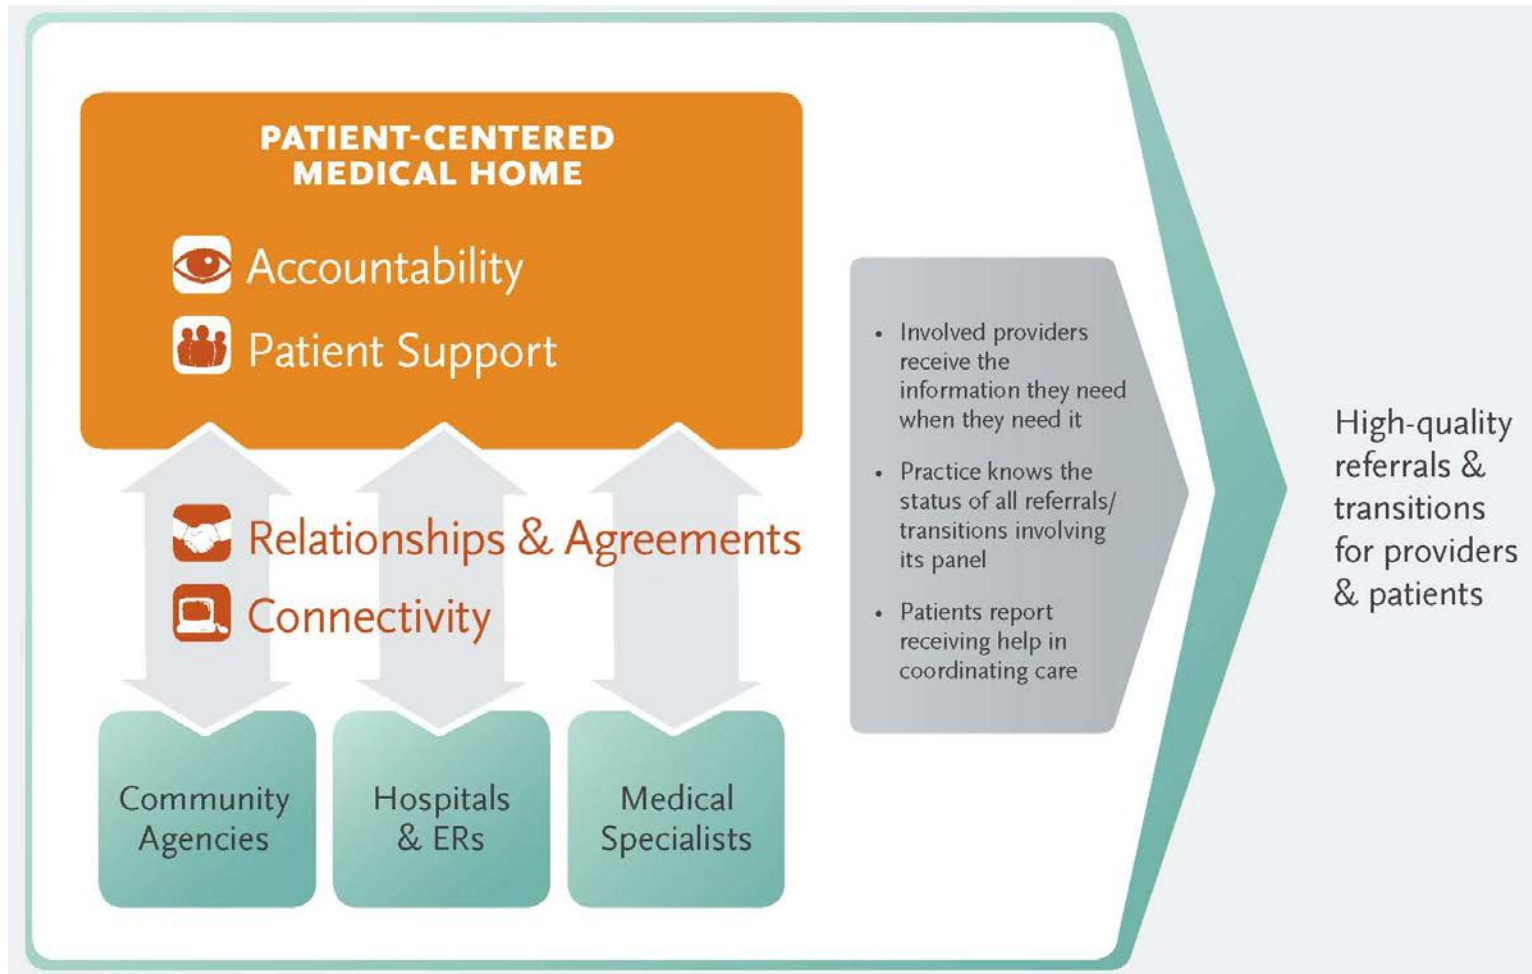 PATIENT-CENTERED
MEDICAL HOME
Accountability
Patient Support
Relationships & Agreements
Connectivity
Community
Agencies
Hospitals
& ERs
Medical
Specialists
• Involved providers
receive the
information they need
when they need it
• Practice knows the
status of all referrals/
transitions involving
its panel
• Patients report
receiving help in
coordinating care
High-quality
referrals &
transitions
for providers
& patients